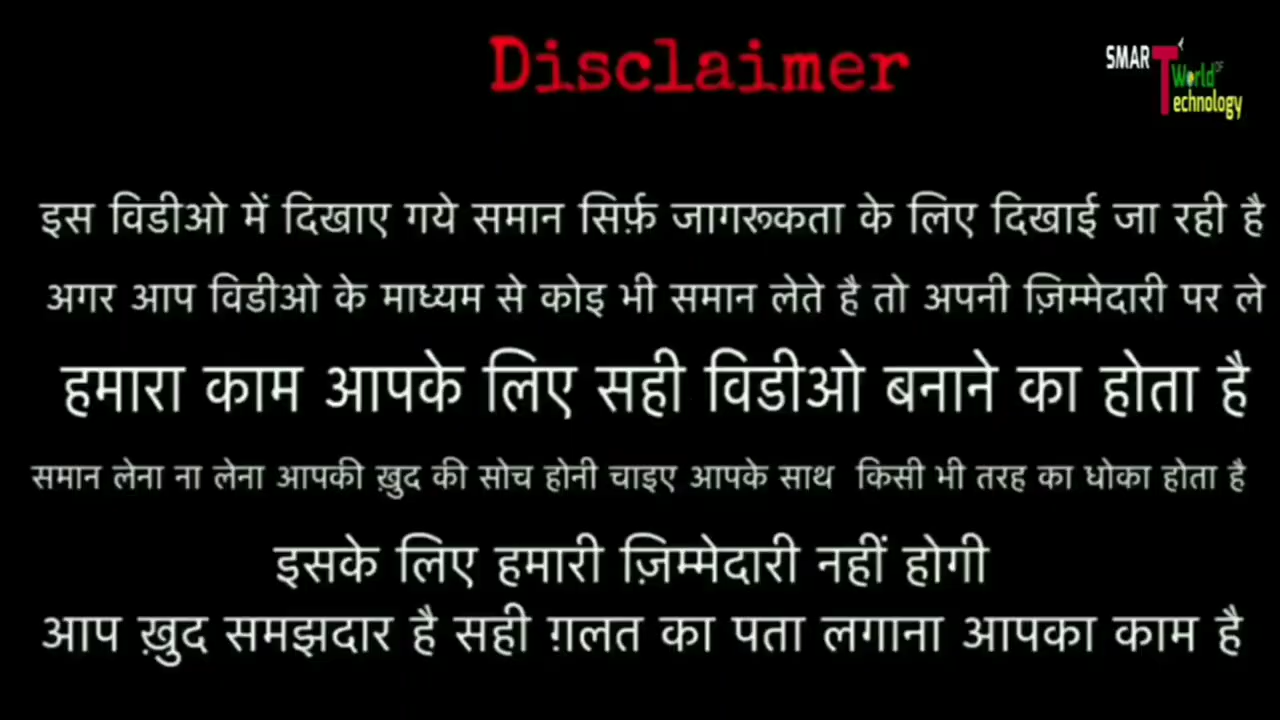 Disclaimer
SMART World OF Technology
इस विडीओ में दिखाए गये समान सिर्फ़ जागरूकता के लिए दिखाई जा रही है
अगर आप विडीओ के माध्यम से कोइ भी समान लेते है तो अपनी ज़िम्मेदारी पर ले
हमारा काम आपके लिए सही विडीओ बनाने का होता है
समान लेना ना लेना आपकी ख़ुद की सोच होनी चाइए आपके साथ किसी भी तरह का धोका होता है
इसके लिए हमारी ज़िम्मेदारी नहीं होगी
आप ख़ुद समझदार है सही ग़लत का पता लगाना आपका काम है